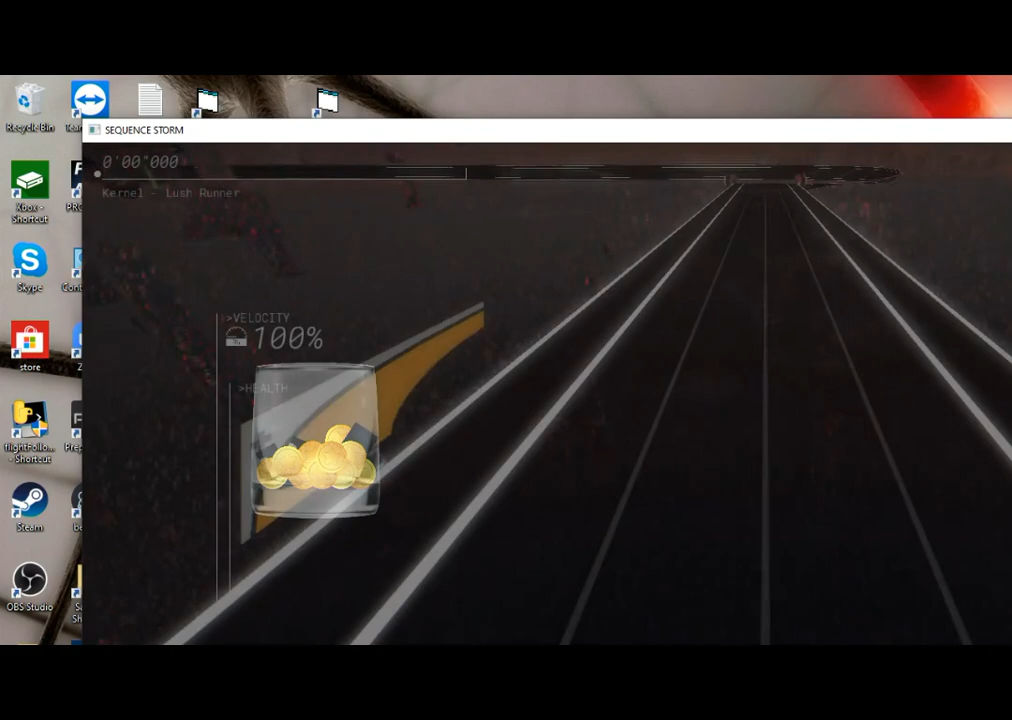 SEQUENCE STORM
0'00"000
Kernel - Lush Runner
>VELOCITY
100%
>HEALTH
Recycle Bin
Xbox -
Shortcut
Skype
store
- Shortcut
Steam
OBS Studio